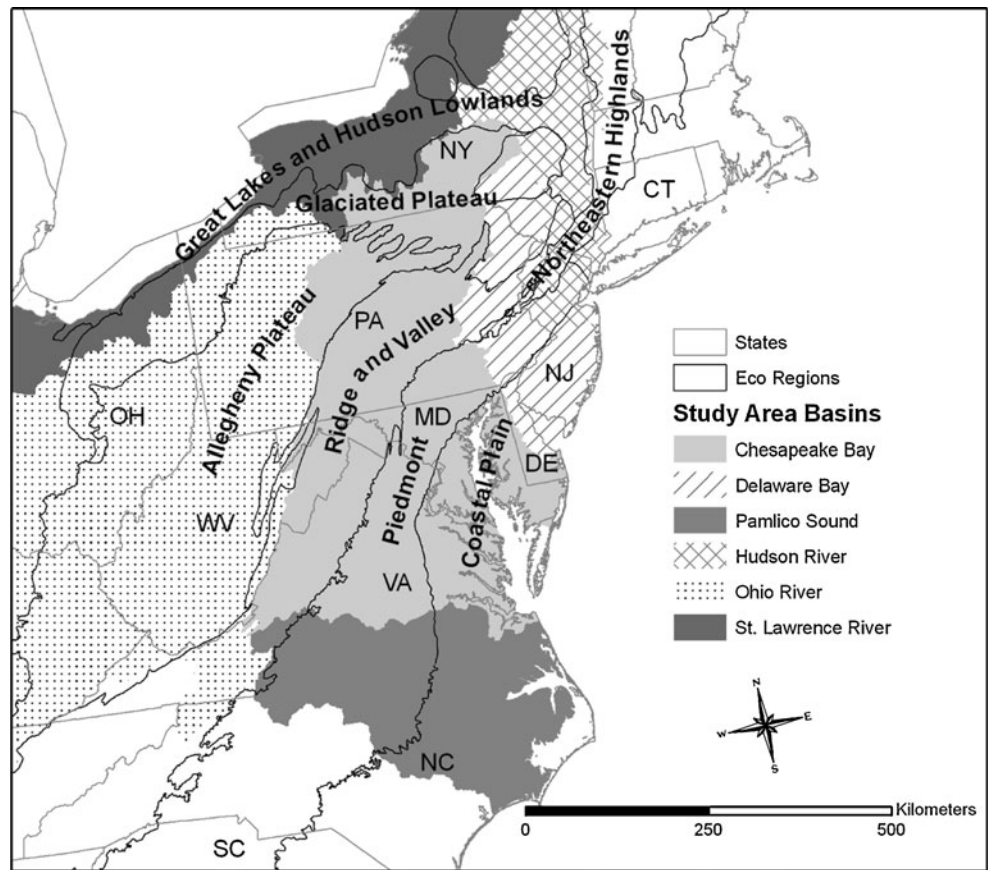 Great Lakes and Hudson Lowlands
Northeastern Highlands
NY
CT
Glaciated Plateau
Allegheny Plateau
PA
Ridge and Valley
NJ
OH
MD
DE
Piedmont
Coastal Plain
WV
VA
NC
SC
States
Eco Regions
Study Area Basins
Chesapeake Bay
Delaware Bay
Pamlico Sound
Hudson River
Ohio River
St. Lawrence River
N
W
E
S
Kilometers
0
250
500